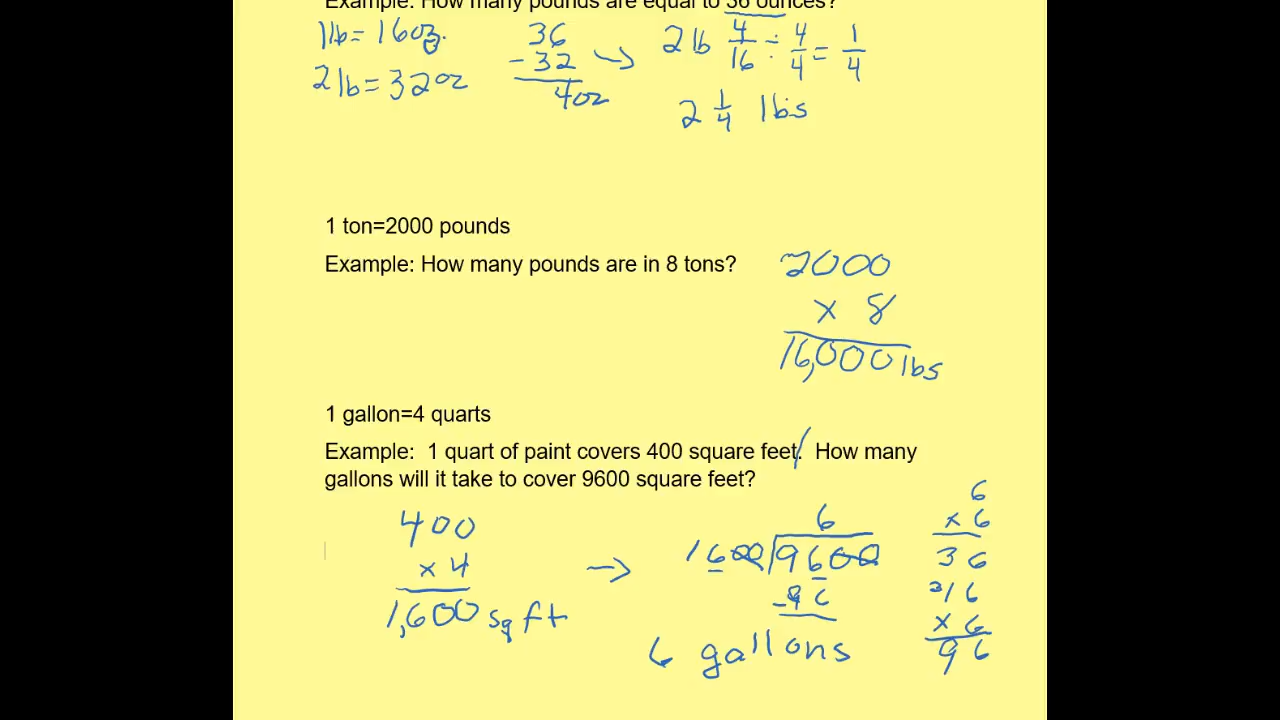 Example: How many pounds are equal to 36 ounces?
1lb=16oz. 36 2 lb 4/16 ÷ 4/4 = 1/4
2lb=32oz -32
4oz
2 1/4 lbs
1 ton=2000 pounds
Example: How many pounds are in 8 tons? 2000
x 8
16,000 lbs
1 gallon=4 quarts
Example: 1 quart of paint covers 400 square feet. How many
gallons will it take to cover 9600 square feet?
400
x 4
1,600 sq ft
6
1600 9600
-96
6 gallons
6
x 6
36
316
x 6
96